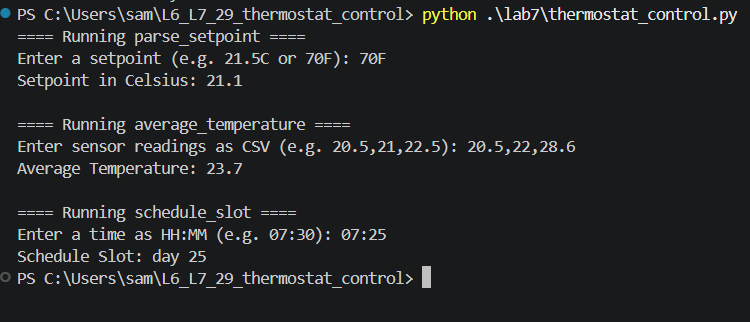 PS C:\Users\sam\L6_L7_29_thermostat_control> python .\lab7\thermostat_control.py
==== Running parse_setpoint ====
Enter a setpoint (e.g. 21.5C or 70F): 70F
Setpoint in Celsius: 21.1
==== Running average_temperature ====
Enter sensor readings as CSV (e.g. 20.5,21,22.5): 20.5,22,28.6
Average Temperature: 23.7
==== Running schedule_slot ====
Enter a time as HH:MM (e.g. 07:30): 07:25
Schedule Slot: day 25
PS C:\Users\sam\L6_L7_29_thermostat_control>